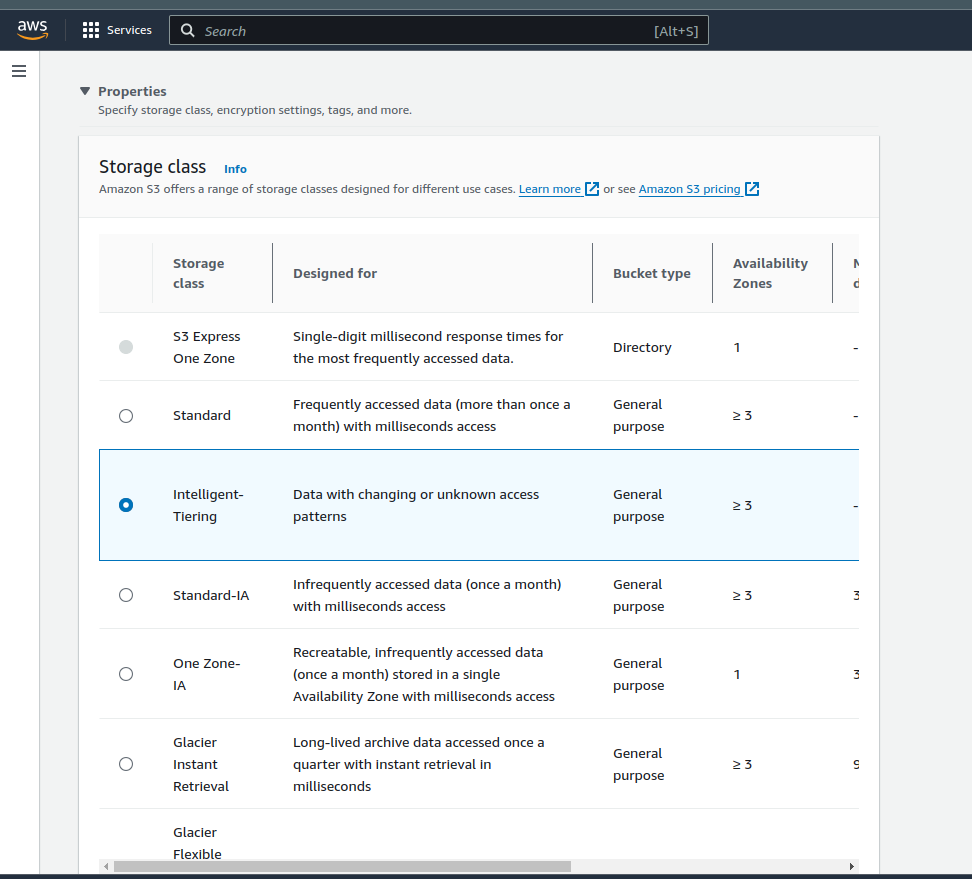 aws
Services
Search
[Alt+S]
Properties
Specify storage class, encryption settings, tags, and more.
Storage class Info
Amazon S3 offers a range of storage classes designed for different use cases. Learn more or see Amazon S3 pricing
Storage
class
Designed for
Bucket type
Availability
Zones
S3 Express
One Zone
Single-digit millisecond response times for
the most frequently accessed data.
Directory
1
-
Standard
Frequently accessed data (more than once a
month) with milliseconds access
General
purpose
≥ 3
-
Intelligent-
Tiering
Data with changing or unknown access
patterns
General
purpose
≥ 3
-
Standard-IA
Infrequently accessed data (once a month)
with milliseconds access
General
purpose
≥ 3
One Zone-
IA
Recreatable, infrequently accessed data
(once a month) stored in a single
Availability Zone with milliseconds access
General
purpose
1
Glacier
Instant
Retrieval
Long-lived archive data accessed once a
quarter with instant retrieval in
milliseconds
General
purpose
≥ 3
Glacier
Flexible